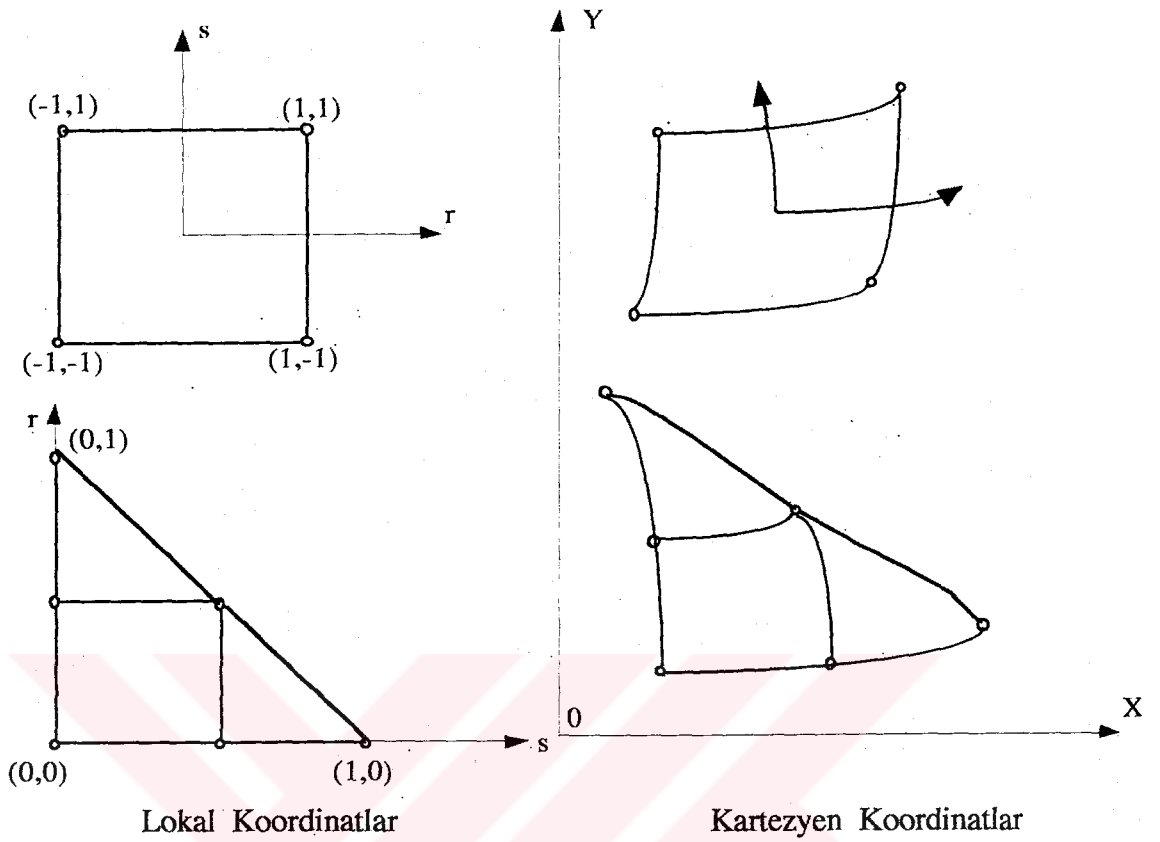 s
Y
(-1,1)
(1,1)
r
(-1,-1)
(1,-1)
r
(0,1)
0
X
s
(0,0)
(1,0)
Lokal Koordinatlar
Kartezyen Koordinatlar